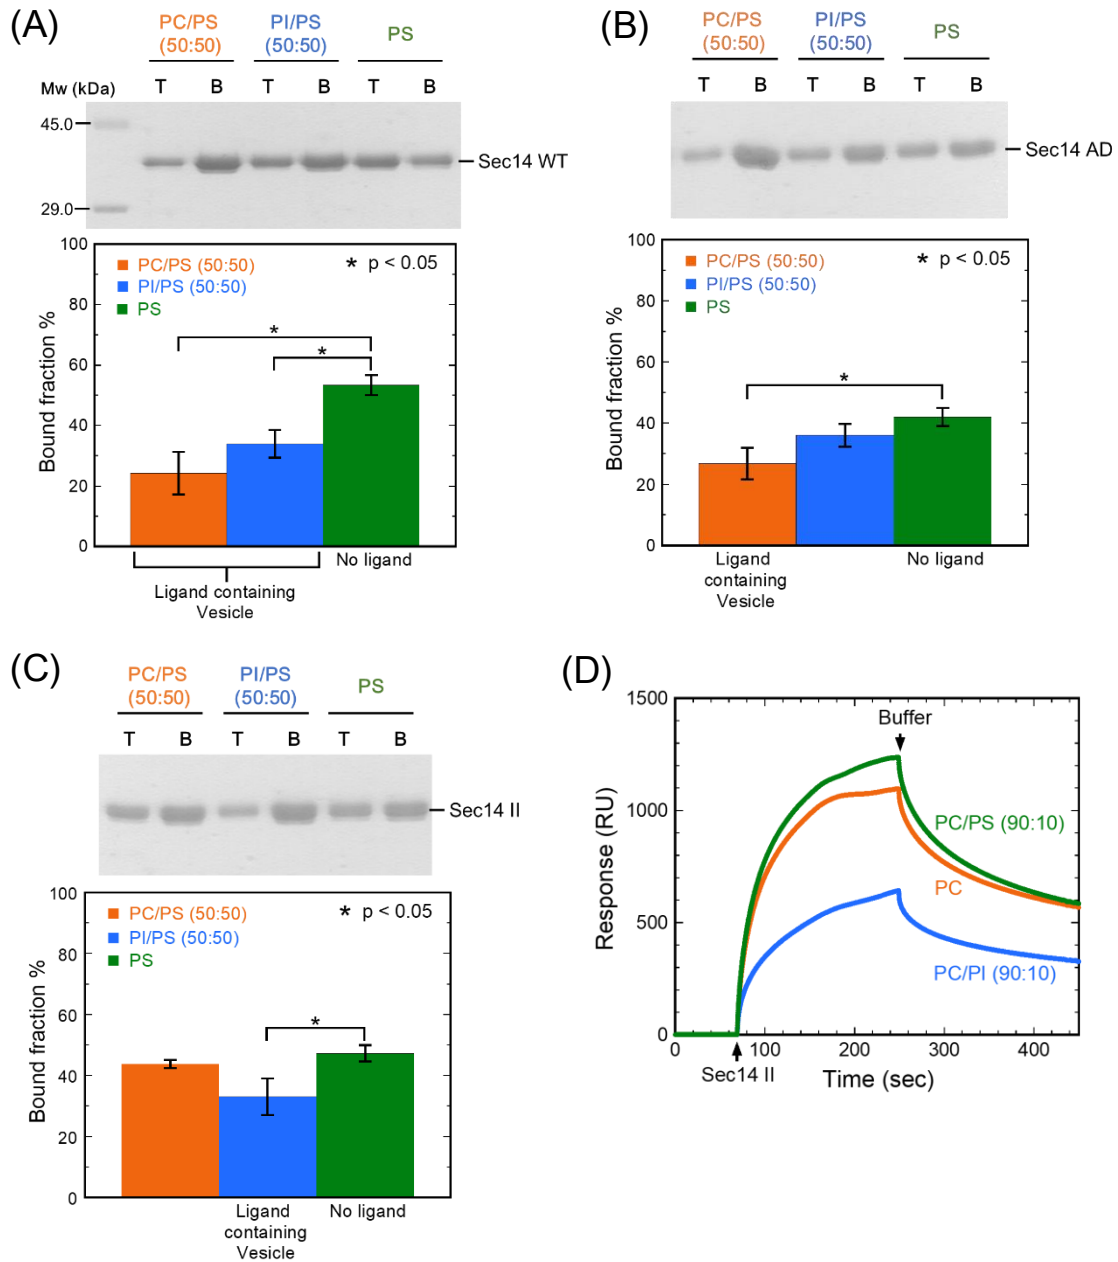 (A)
PC/PS PI/PS PS
(50:50) (50:50)
Mw (kDa) T B T B T B
45.0
Sec14 WT
29.0
100
80
60
40
20
0
Bound fraction %
PC/PS (50:50)
PI/PS (50:50)
PS
* p < 0.05
*
*
No ligand
Ligand containing
Vesicle
(B)
PC/PS PI/PS PS
(50:50) (50:50)
T B T B T B
Sec14 AD
100
80
60
40
20
0
Bound fraction %
PC/PS (50:50)
PI/PS (50:50)
PS
* p < 0.05
*
Ligand
containing
Vesicle
No ligand
(C)
PC/PS PI/PS PS
(50:50) (50:50)
T B T B T B
Sec14 II
100
80
60
40
20
0
Bound fraction %
PC/PS (50:50)
PI/PS (50:50)
PS
* p < 0.05
*
Ligand
containing
Vesicle
No ligand
(D)
1500
1000
500
0
Response (RU)
Buffer
PC/PS (90:10)
PC
PC/PI (90:10)
0 100 200 300 400
Sec14 II
Time (sec)